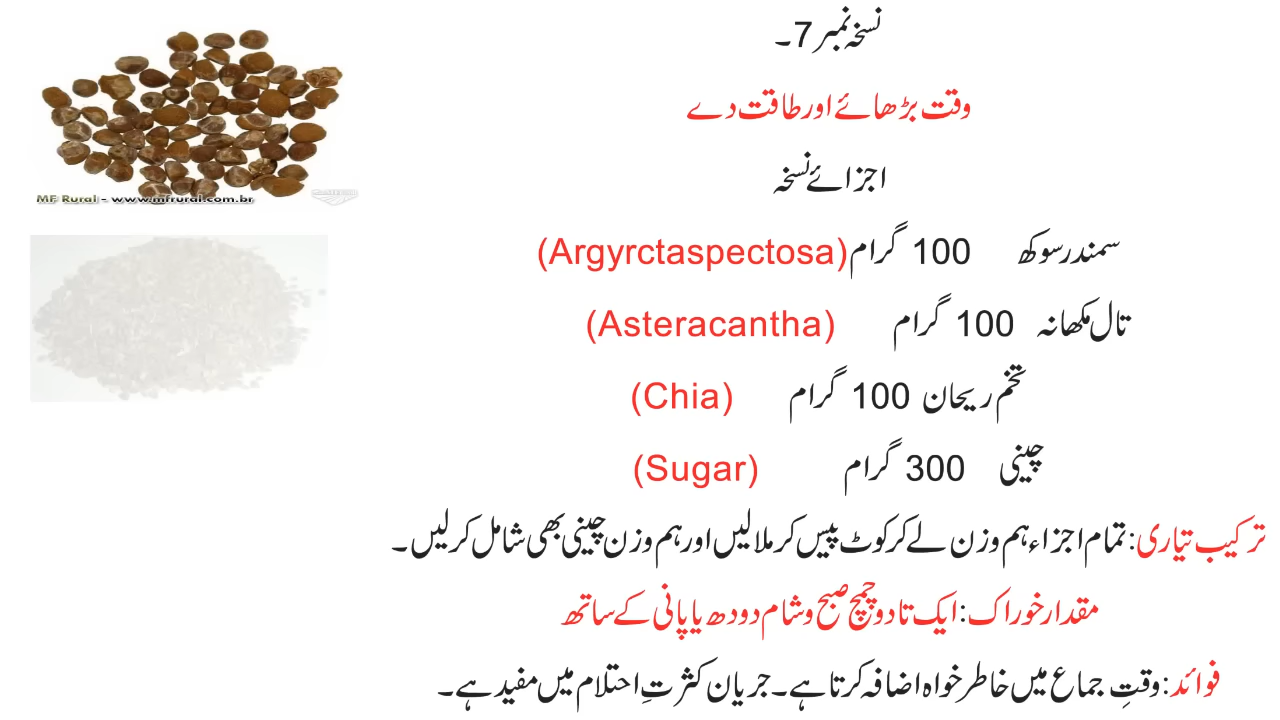 نسخہ نمبر 7۔
وقت بڑھائے اور طاقت دے
اجزائے نسخہ
سمندر سوکھ 100 گرام (Argyrctaspectosa)
تال مکھانہ 100 گرام (Asteracantha)
تخم ریحان 100 گرام (Chia)
چینی 300 گرام (Sugar)
ترکیب تیاری: تمام اجزاء ہم وزن لے کر کوٹ پیس کر ملا لیں اور ہم وزن چینی بھی شامل کر لیں۔
مقدار خوراک: ایک تا دو چمچ صبح و شام دودھ یا پانی کے ساتھ
فوائد: وقتِ جماع میں خاطر خواہ اضافہ کرتا ہے۔ جریان کثرتِ احتلام میں مفید ہے۔
MF Rural - www.mfrural.com.br